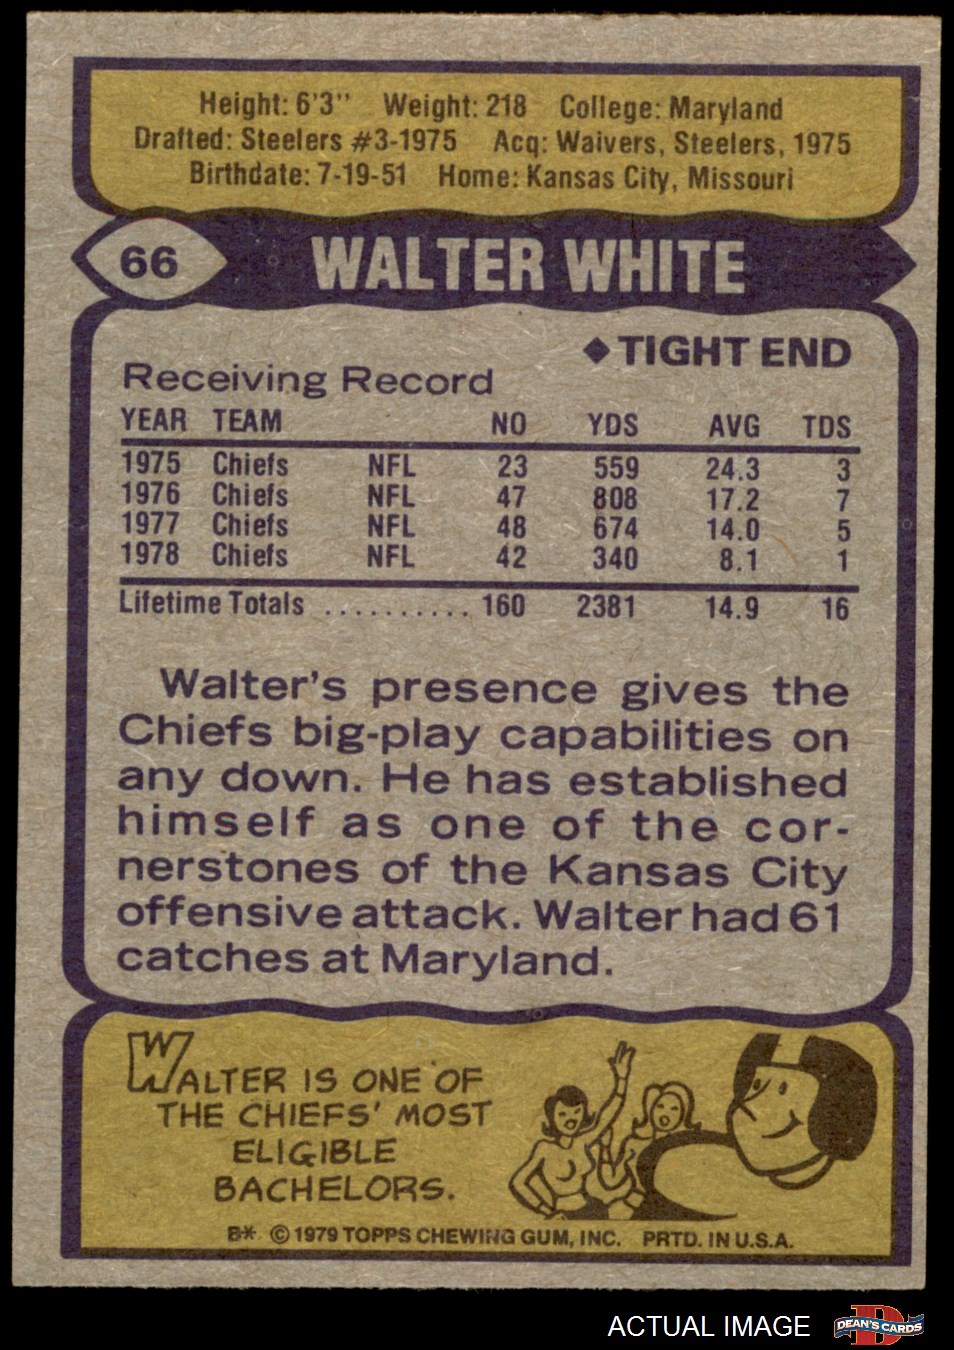 Height: 6'3" Weight: 218 College: Maryland
Drafted: Steelers #3-1975 Acq: Waivers, Steelers, 1975
Birthdate: 7-19-51 Home: Kansas City, Missouri
66 WALTER WHITE
◆TIGHT END
Receiving Record
YEAR TEAM NO YDS AVG TDS
1975 Chiefs NFL 23 559 24.3 3
1976 Chiefs NFL 47 808 17.2 7
1977 Chiefs NFL 48 674 14.0 5
1978 Chiefs NFL 42 340 8.1 1
Lifetime Totals .......... 160 2381 14.9 16
Walter's presence gives the
Chiefs big-play capabilities on
any down. He has established
himself as one of the cor-
nerstones of the Kansas City
offensive attack. Walter had 61
catches at Maryland.
WALTER IS ONE OF
THE CHIEFS' MOST
ELIGIBLE
BACHELORS.
B* © 1979 TOPPS CHEWING GUM, INC. PRTD. IN U.S.A.
ACTUAL IMAGE
D
DEAN'S CARDS